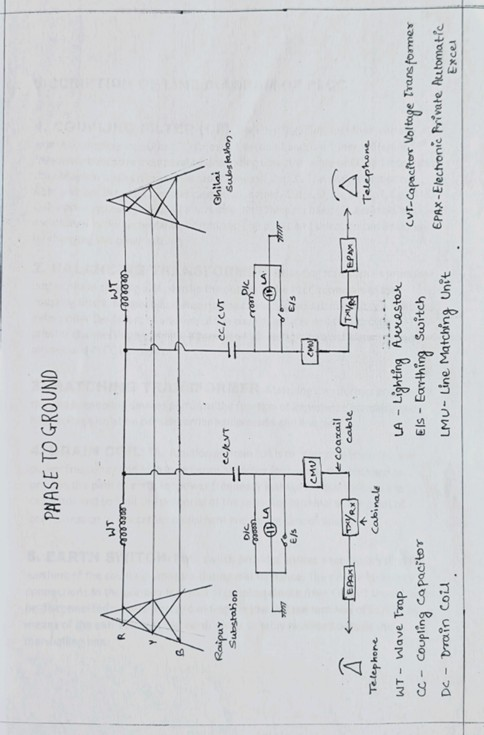 PHASE TO GROUND
WT
WT
R
Y
B
Raipur
Substation
Bhilai
Substation.
CC/CVT
CC/CVT
D/C
LA
E/s
D/C
LA
E/s
CMU
CMU
coaxail
cable
EPAX
TX/RX
Cabinate
EPAX
Telephone
Telephone
WT - Wave Trap
CC - Coupling Capacitor
DC - Drain Coil
LA - Lighting Arrestor
E/S - Earthing Switch
LMU - Line Matching Unit
CVT - Capacitor Voltage Transformer
EPAX - Electronic Private Automatic
Excel